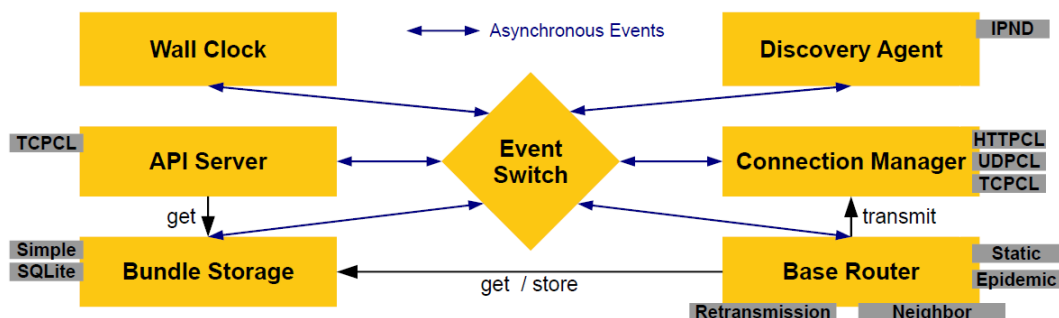 Wall Clock
Asynchronous Events
Discovery Agent
IPND
TCPCL
API Server
Event
Switch
Connection Manager
HTTPCL
UDPCL
TCPCL
get
transmit
Simple
SQLite
Bundle Storage
get / store
Base Router
Static
Epidemic
Retransmission
Neighbor